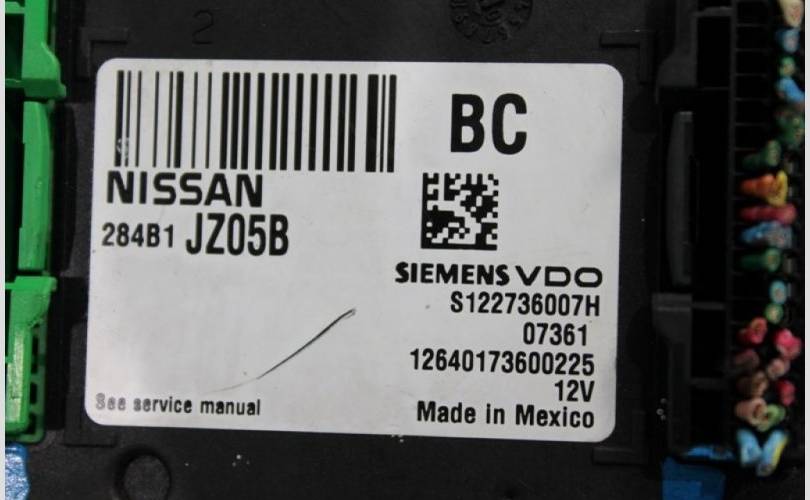 2
BC
NISSAN
284B1 JZ05B
SIEMENS VDO
S122736007H
07361
12640173600225
12V
See service manual
Made in Mexico